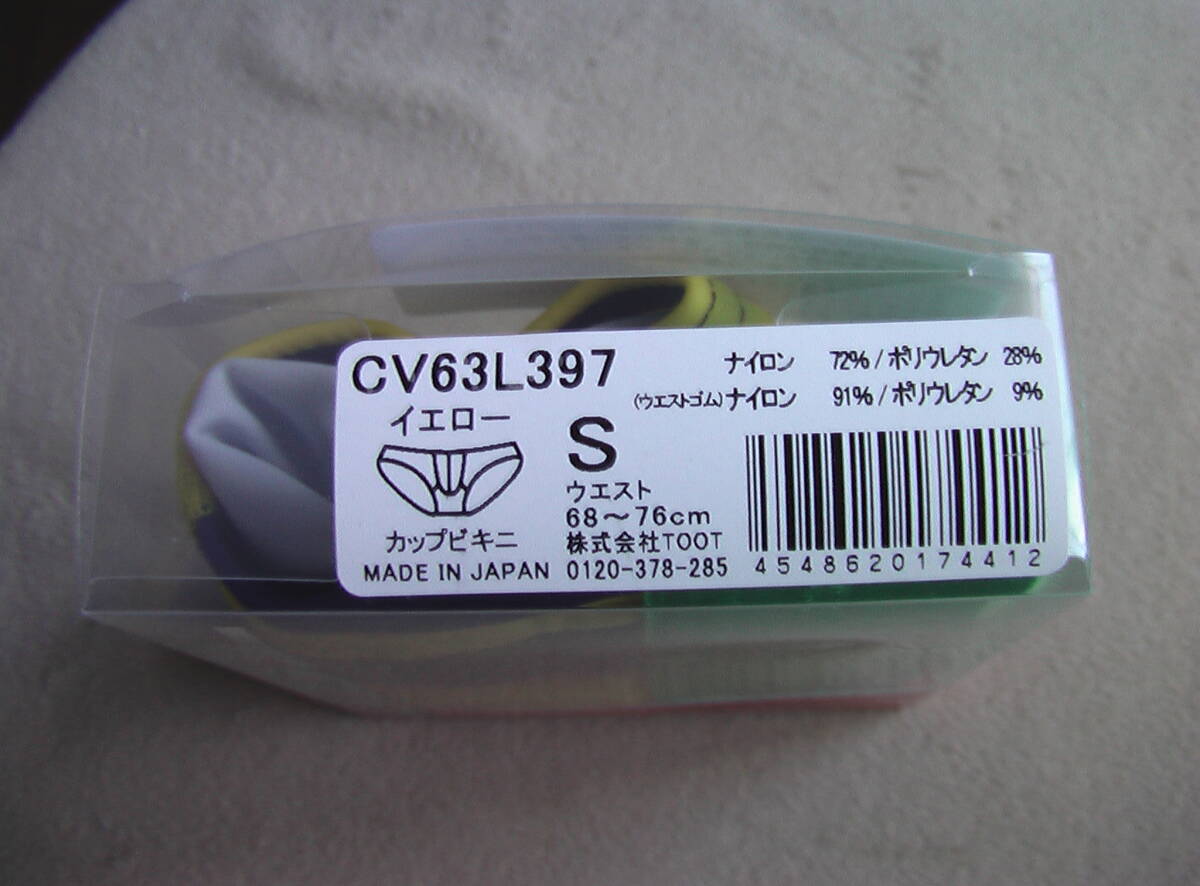 CV63L397
イエロー
カップビキニ
MADE IN JAPAN
S
ウエスト
68～76cm
株式会社TOOT
0120-378-285
ナイロン 72% / ポリウレタン 28%
(ウエストゴム)ナイロン 91% / ポリウレタン 9%
4548620174412